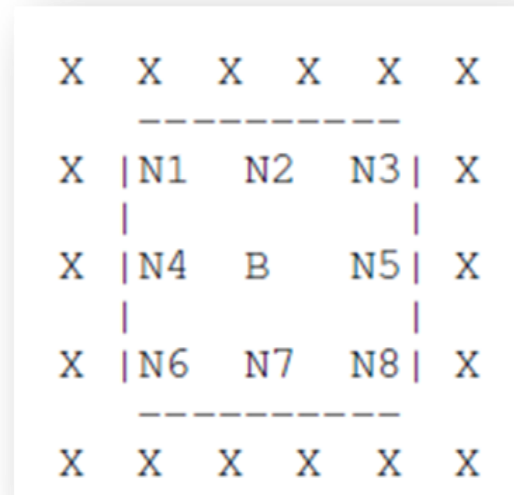 X X X X X X
----------
X |N1 N2 N3| X
| |
X |N4 B N5| X
| |
X |N6 N7 N8| X
----------
X X X X X X